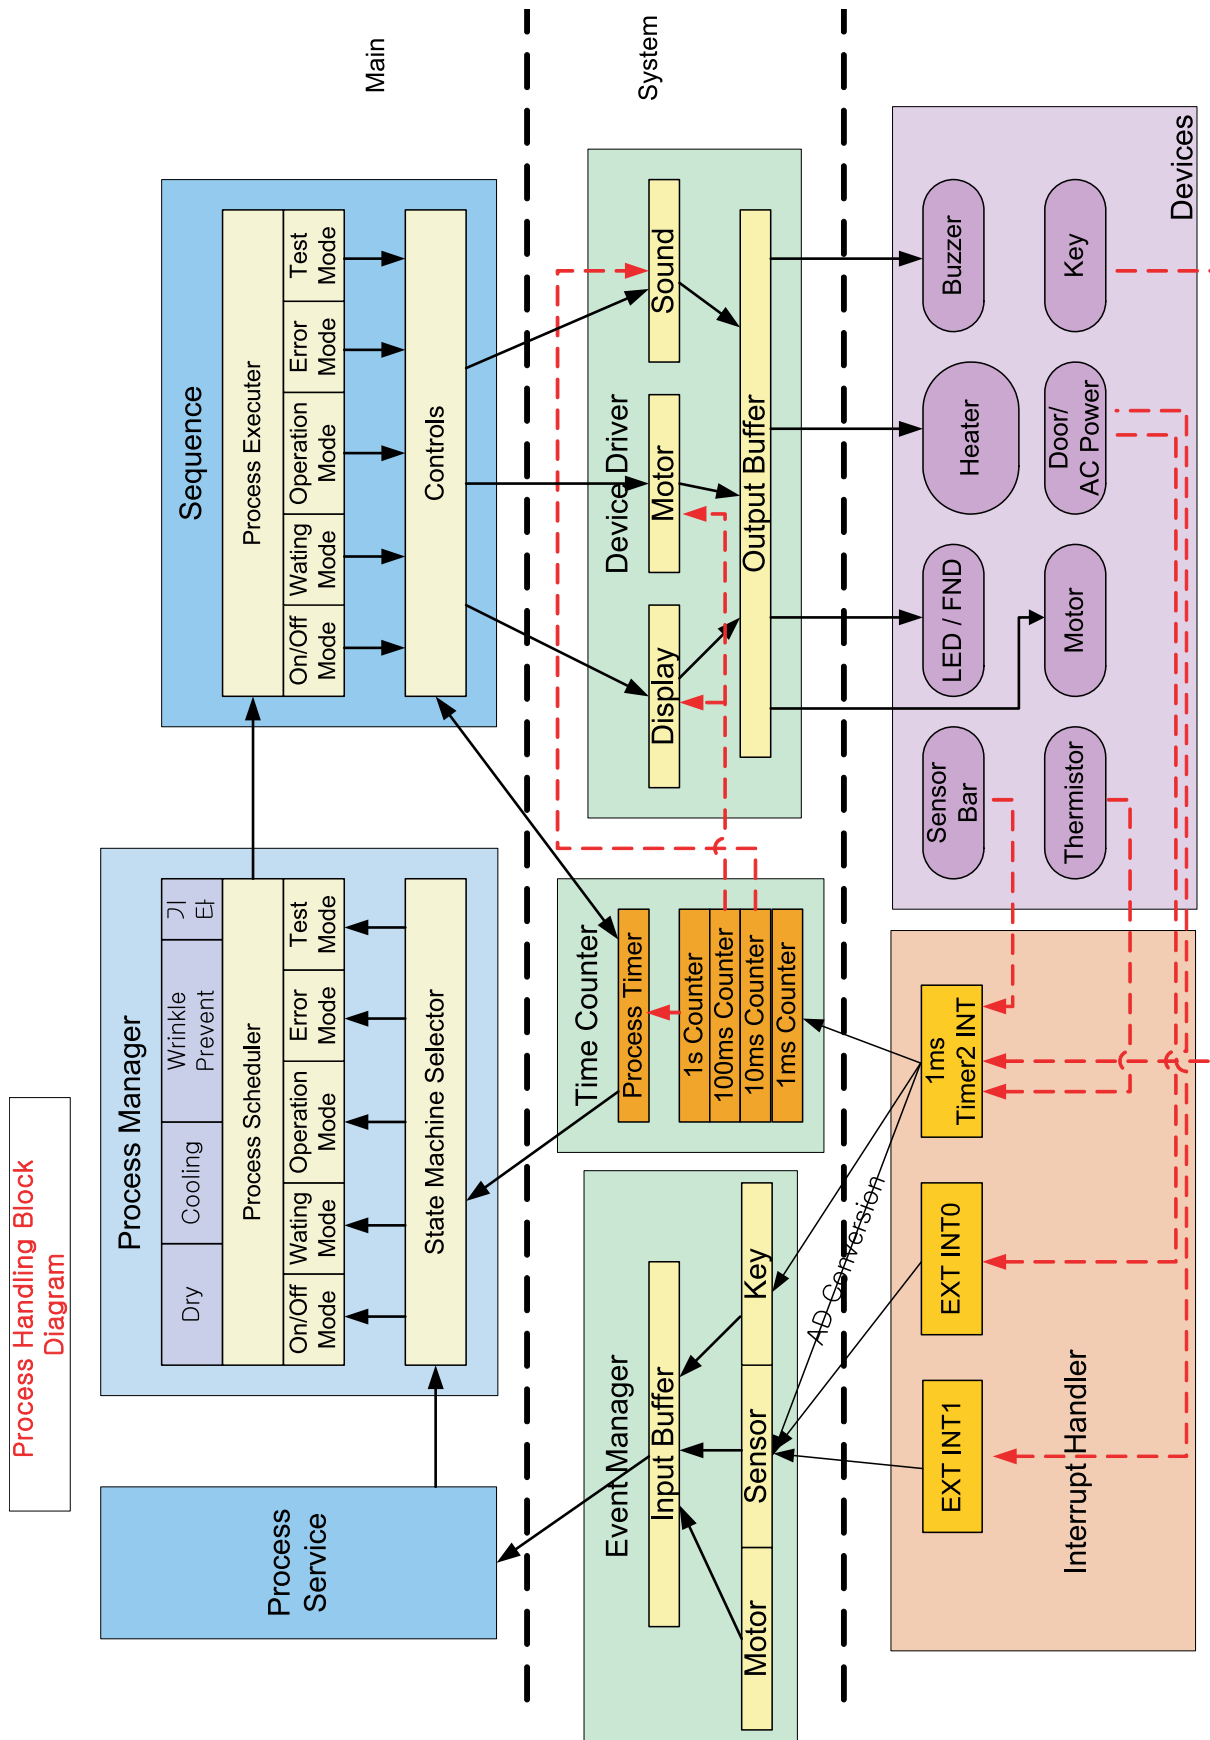 Process Handling Block
Diagram
Main
System
Process
Service
Process Manager
Dry
Cooling
Wrinkle
Prevent
기
타
Process Scheduler
On/Off
Mode
Wating
Mode
Operation
Mode
Error
Mode
Test
Mode
State Machine Selector
Sequence
Process Executer
On/Off
Mode
Wating
Mode
Operation
Mode
Error
Mode
Test
Mode
Controls
Event Manager
Input Buffer
Motor
Sensor
Key
Time Counter
Process Timer
1s Counter
100ms Counter
10ms Counter
1ms Counter
Device Driver
Display
Motor
Sound
Output Buffer
AD Conversion
EXT INT1
EXT INT0
1ms
Timer2 INT
Interrupt Handler
Sensor
Bar
LED / FND
Heater
Buzzer
Thermistor
Motor
Door/
AC Power
Key
Devices